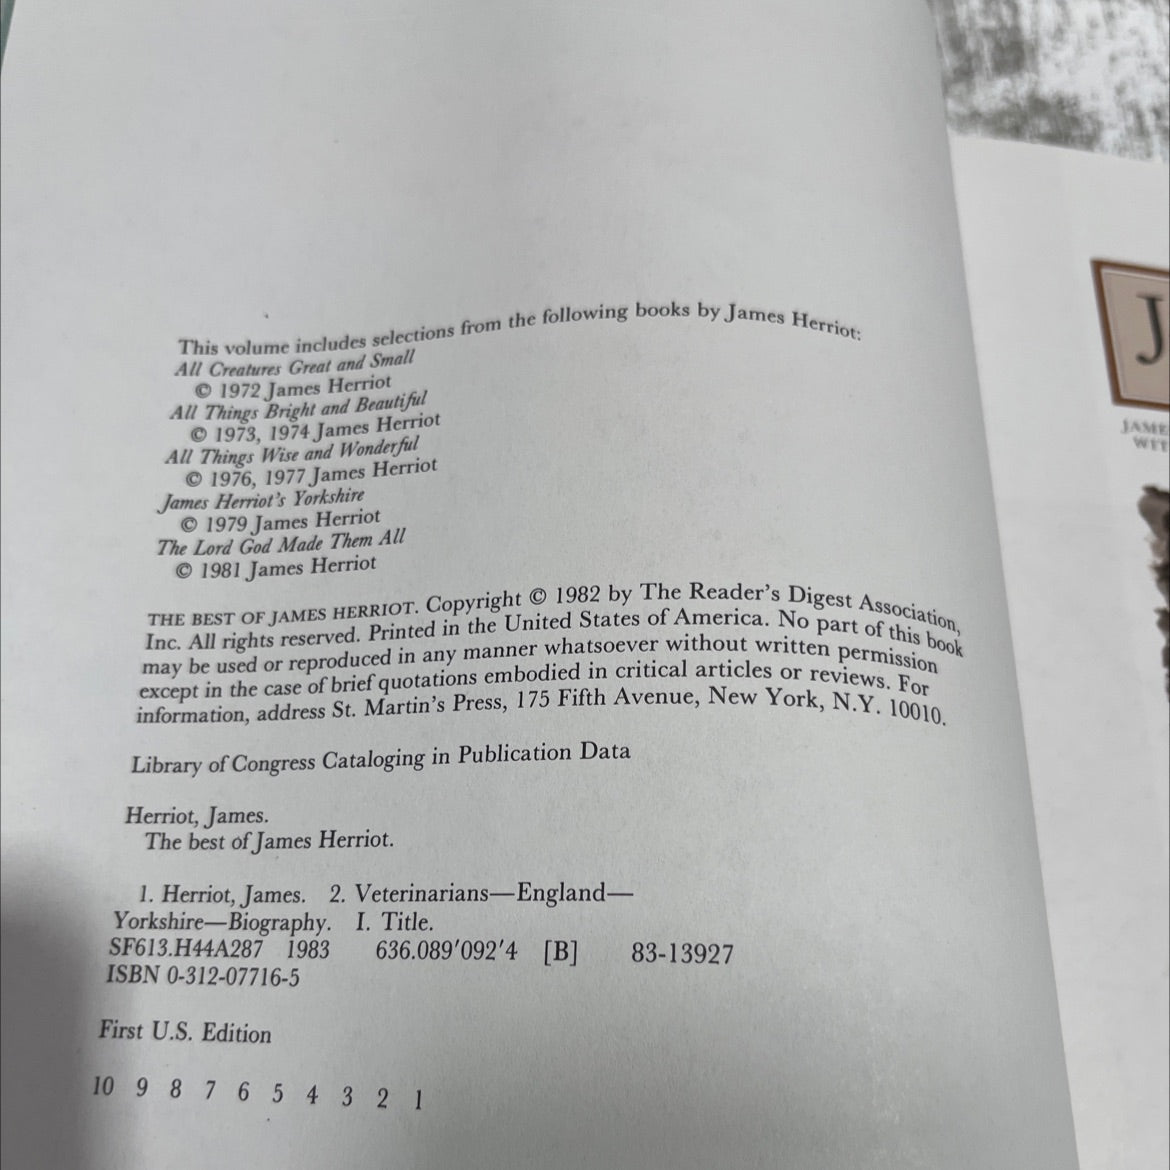 This volume includes selections from the following books by James Herriot:
All Creatures Great and Small
© 1972 James Herriot
All Things Bright and Beautiful
© 1973, 1974 James Herriot
All Things Wise and Wonderful
© 1976, 1977 James Herriot
James Herriot's Yorkshire
© 1979 James Herriot
The Lord God Made Them All
© 1981 James Herriot
THE BEST OF JAMES HERRIOT. Copyright © 1982 by The Reader's Digest Association,
Inc. All rights reserved. Printed in the United States of America. No part of this book
may be used or reproduced in any manner whatsoever without written permission
except in the case of brief quotations embodied in critical articles or reviews. For
information, address St. Martin's Press, 175 Fifth Avenue, New York, N.Y. 10010.
Library of Congress Cataloging in Publication Data
Herriot, James.
The best of James Herriot.
1. Herriot, James. 2. Veterinarians—England—
Yorkshire—Biography. I. Title.
SF613.H44A287 1983 636.089'092'4 [B] 83-13927
ISBN 0-312-07716-5
First U.S. Edition
10 9 8 7 6 5 4 3 2 1
J
JAME